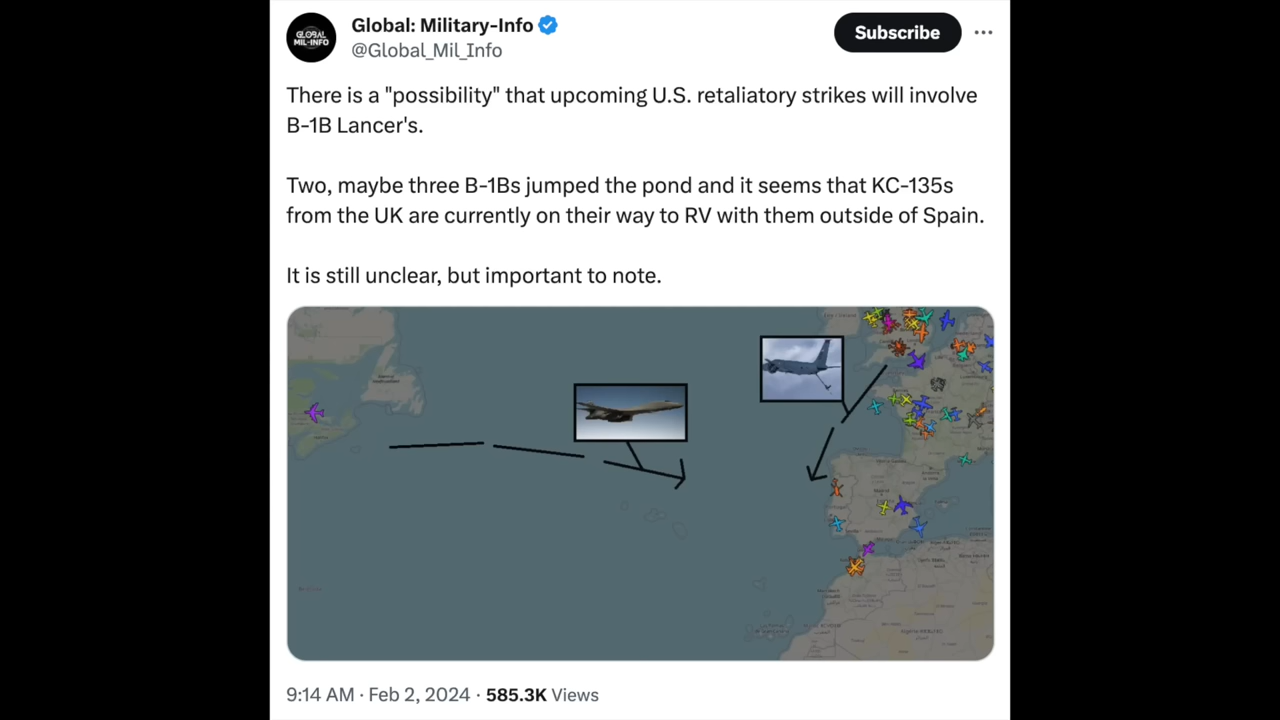 GLOBAL
MIL-INFO
Global: Military-Info
@Global_Mil_Info
Subscribe
There is a "possibility" that upcoming U.S. retaliatory strikes will involve
B-1B Lancer's.
Two, maybe three B-1Bs jumped the pond and it seems that KC-135s
from the UK are currently on their way to RV with them outside of Spain.
It is still unclear, but important to note.
Madrid
9:14 AM · Feb 2, 2024 · 585.3K Views